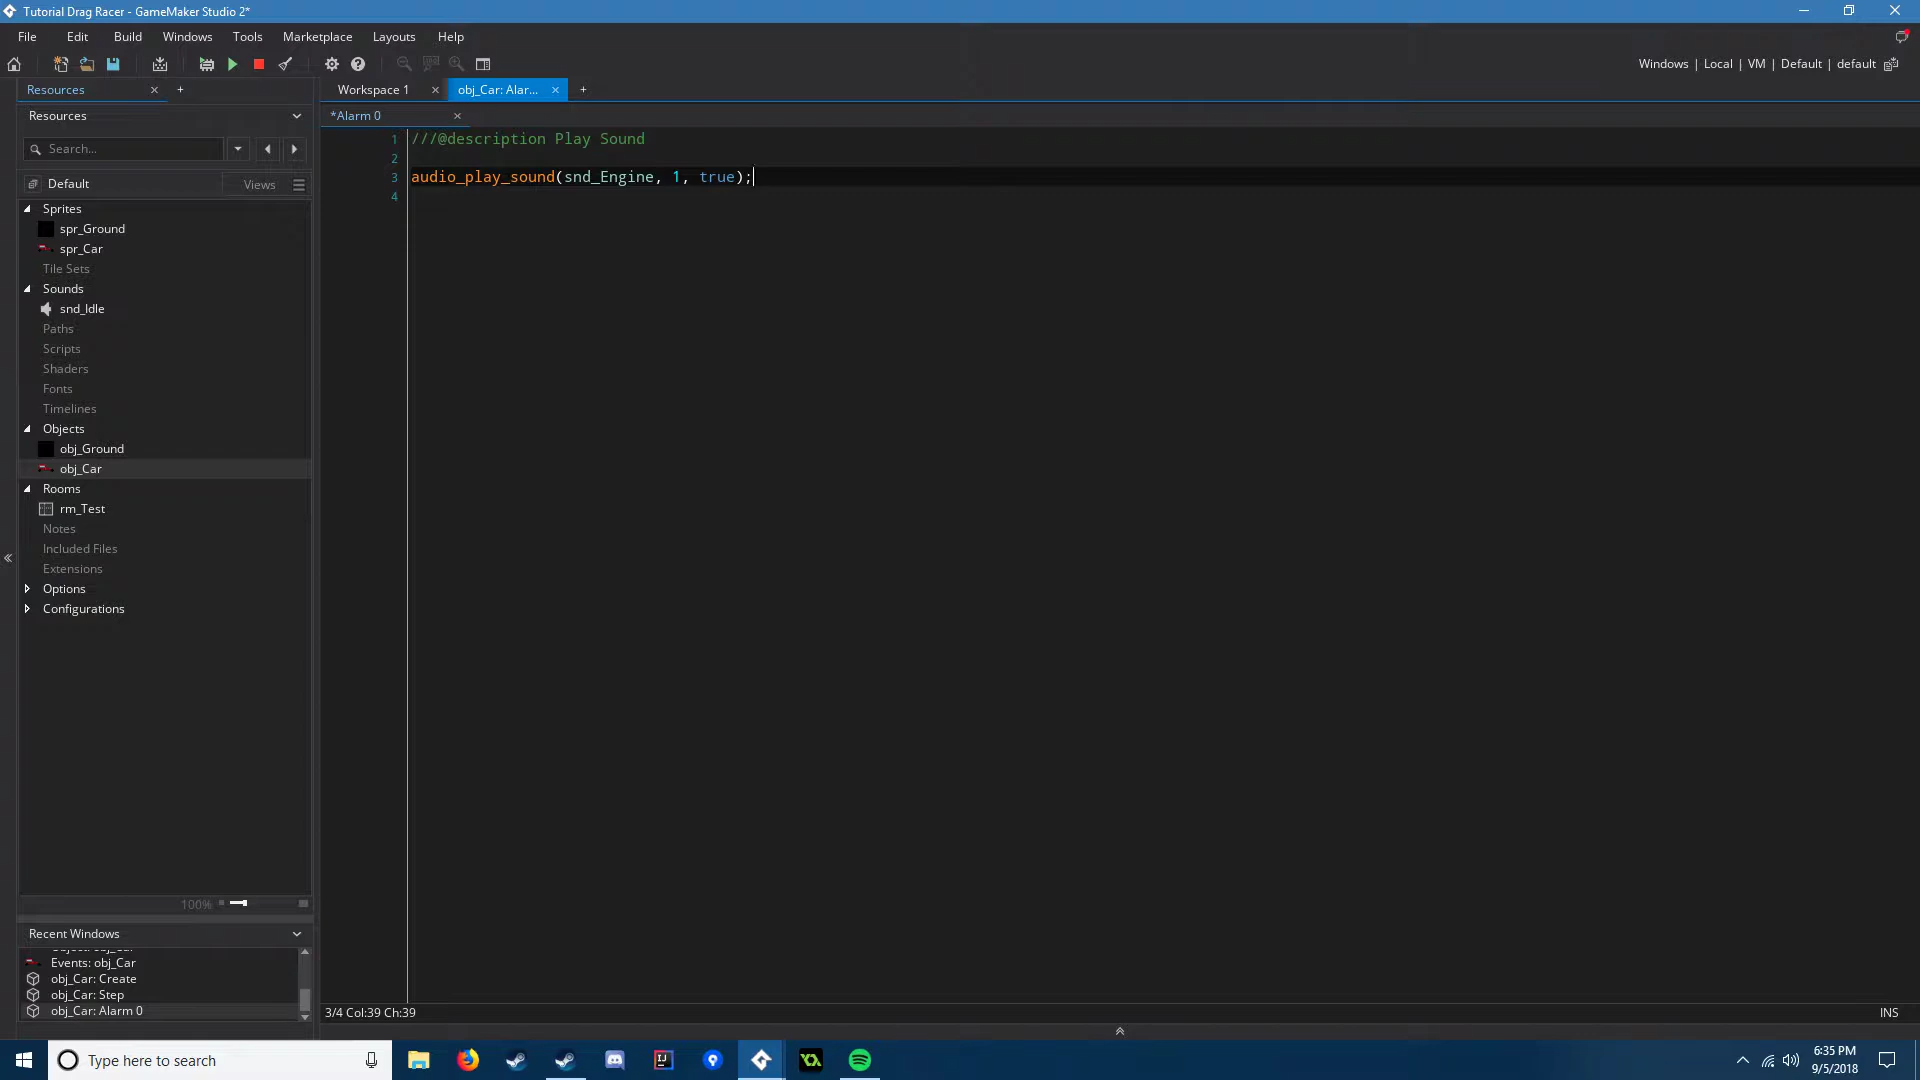 Tutorial Drag Racer - GameMaker Studio 2*
File Edit Build Windows Tools Marketplace Layouts Help
Windows | Local | VM | Default | default
Resources
Workspace 1
obj_Car: Alar...
Resources
*Alarm 0
Search...
Default
Views
1 ///@description Play Sound
2
3 audio_play_sound(snd_Engine, 1, true);
4
Sprites
spr_Ground
spr_Car
Tile Sets
Sounds
snd_Idle
Paths
Scripts
Shaders
Fonts
Timelines
Objects
obj_Ground
obj_Car
Rooms
rm_Test
Notes
Included Files
Extensions
Options
Configurations
100%
Recent Windows
Events: obj_Car
obj_Car: Create
obj_Car: Step
obj_Car: Alarm 0
3/4 Col:39 Ch:39
INS
Type here to search
6:35 PM
9/5/2018